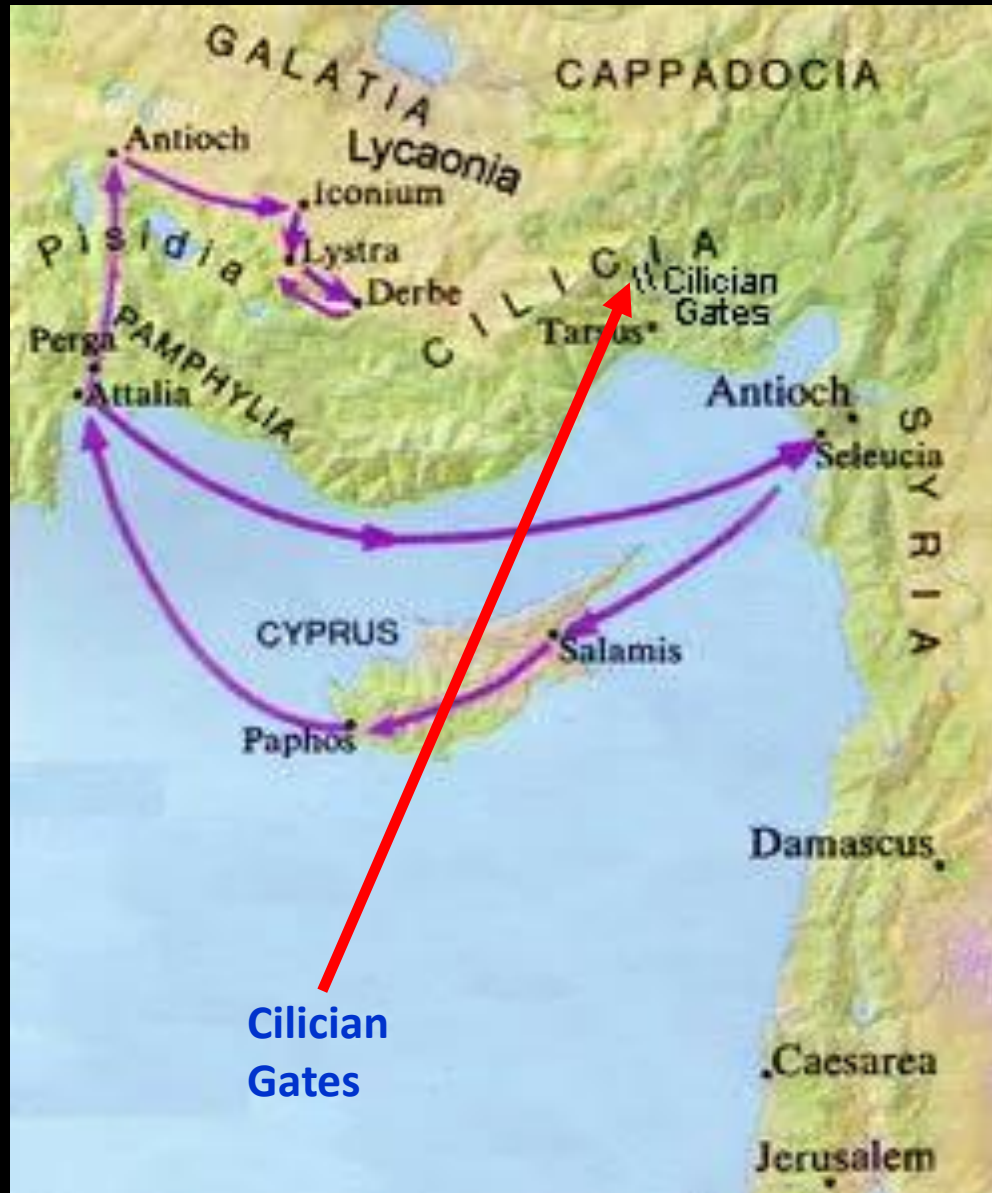 GALATIA
CAPPADOCIA
Antioch
Lycaonia
Iconium
Pisidia
Lystra
CILICIA
Cilician
Gates
Derbe
Tarsus
Perga
PAMPHYLIA
Attalia
Antioch
SYRIA
Seleucia
CYPRUS
Salamis
Paphos
Damascus
Cilician
Gates
Caesarea
Jerusalem